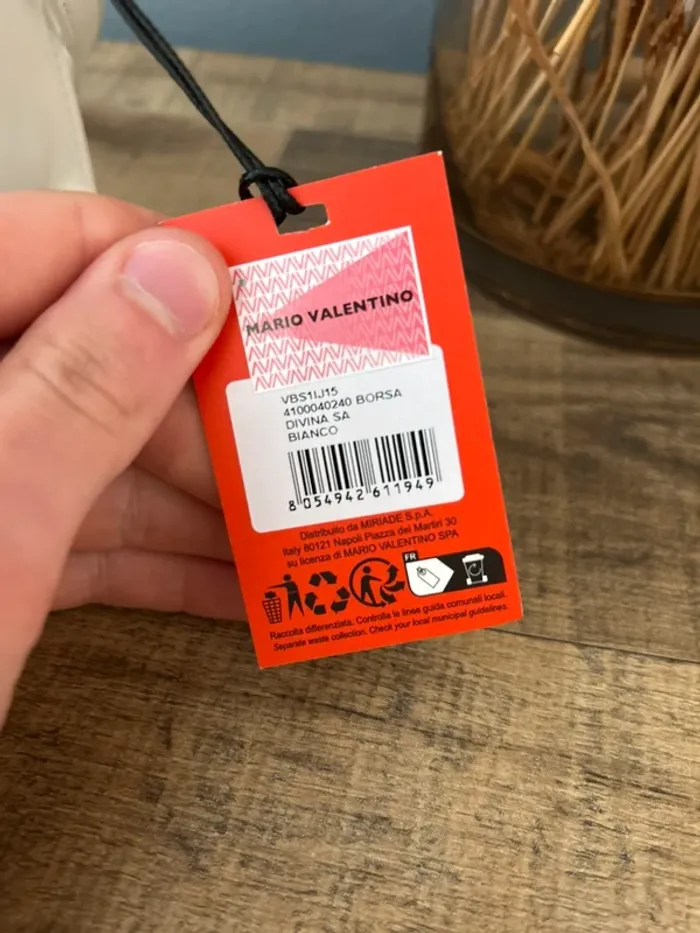 MARIO VALENTINO
VBS1IJ15
4100040240 BORSA
DIVINA SA
BIANCO
8 054942 611949
Distribuito da MIRIADE S.p.A.
Italy 80121 Napoli Piazza dei Martiri 30
su licenza di MARIO VALENTINO SPA
FR
Raccolta differenziata. Controlla le linee guida comunali locali.
Separate waste collection. Check your local municipal guidelines.